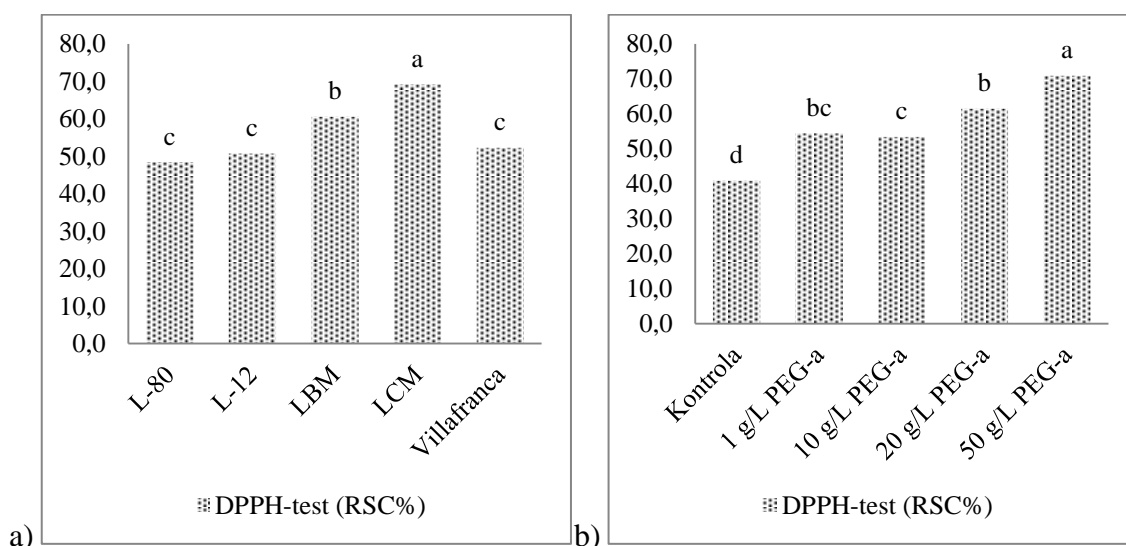 80,0
70,0
60,0
50,0
40,0
30,0
20,0
10,0
0,0
c
c
b
a
c
L-80
L-12
LBM
LCM
Villafranca
DPPH-test (RSC%)
a)
80,0
70,0
60,0
50,0
40,0
30,0
20,0
10,0
0,0
d
bc
c
b
a
Kontrola
1 g/L PEG-a
10 g/L PEG-a
20 g/L PEG-a
50 g/L PEG-a
DPPH-test (RSC%)
b)